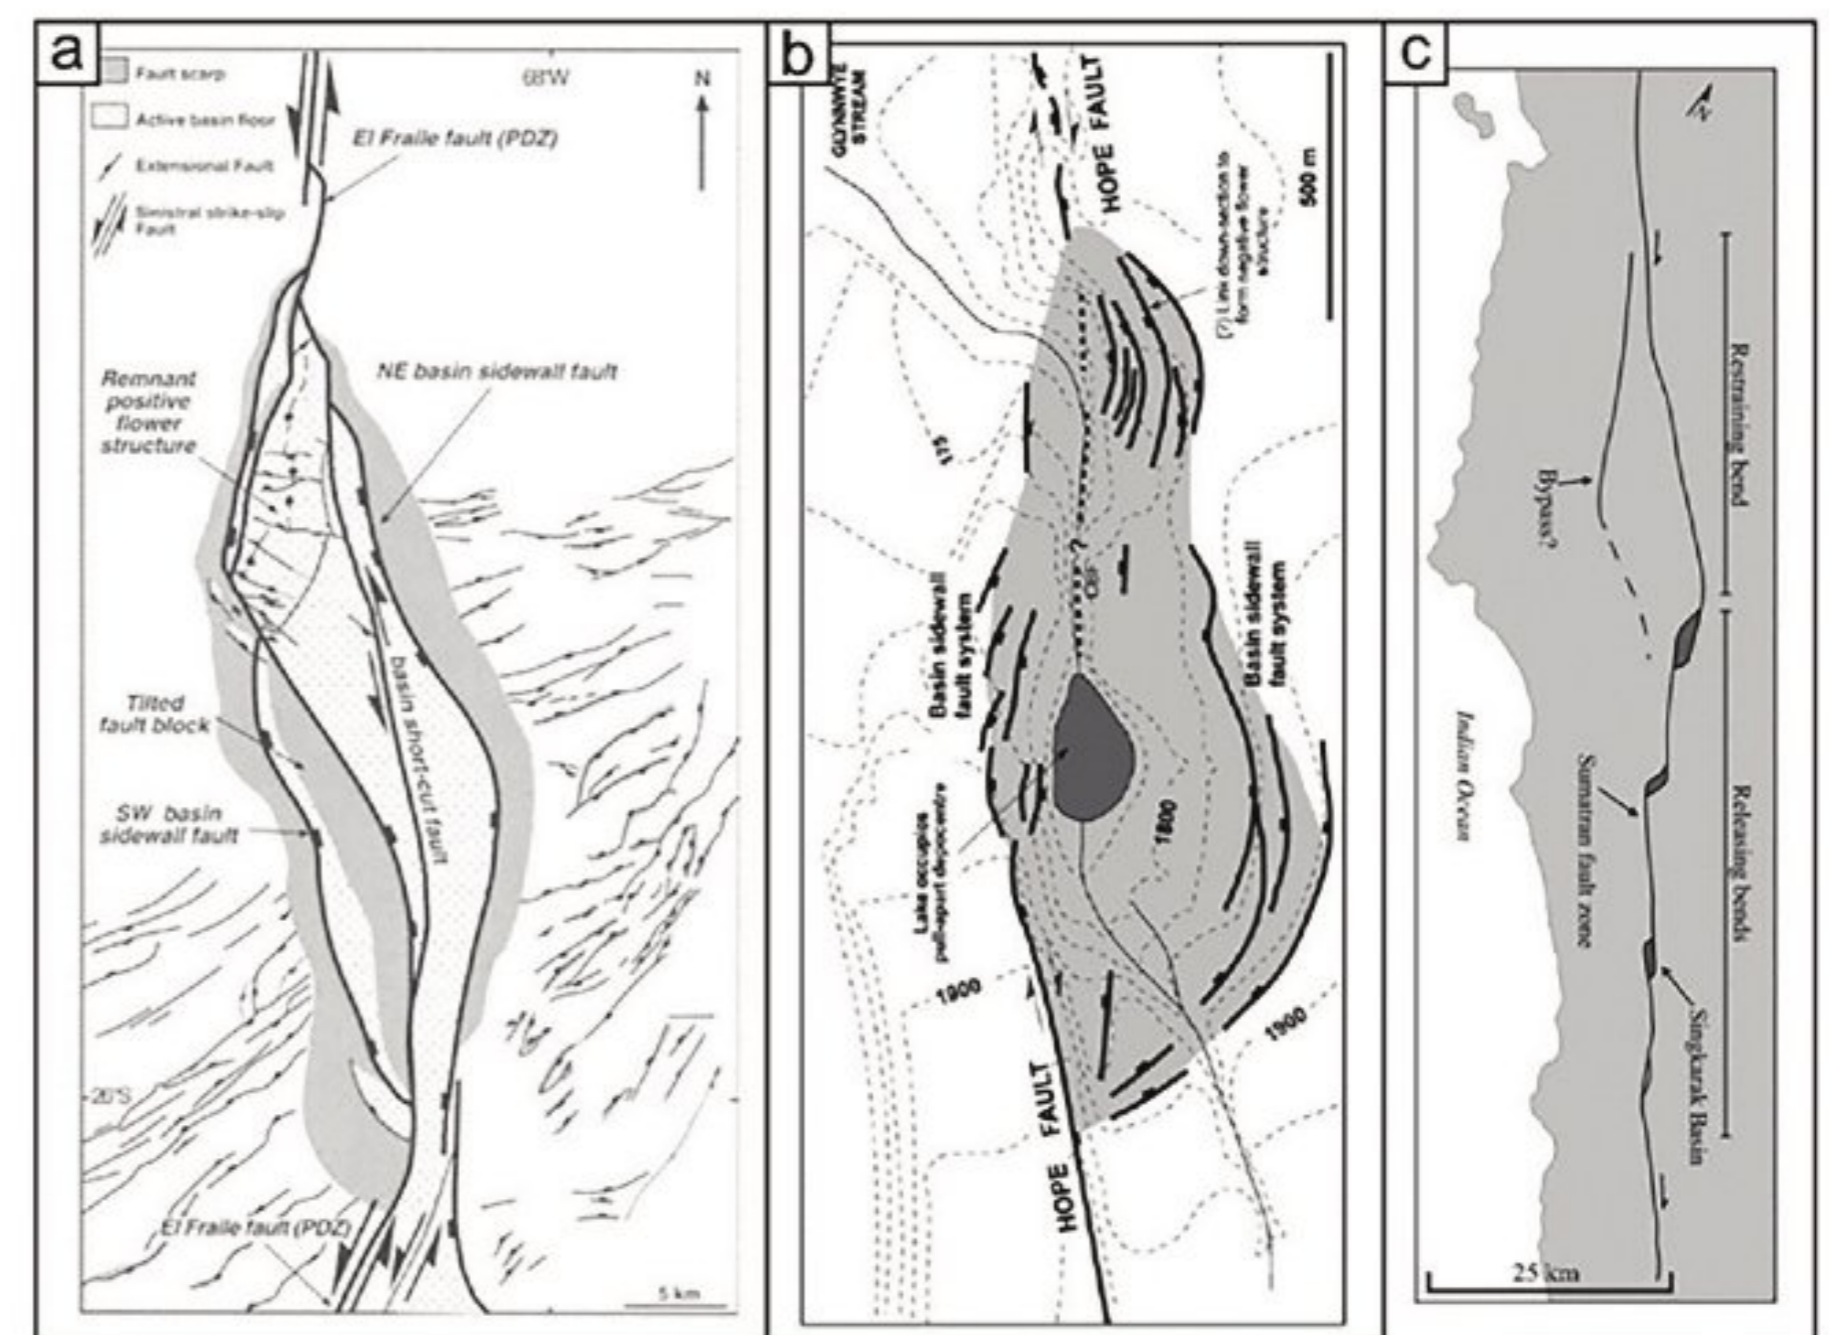 a
Fault scarp
Active basin floor
Extensional Fault
Sinistral strike-slip
Fault
68°W
N
El Fraile fault (PDZ)
NE basin sidewall fault
Remnant
positive
flower
structure
basin short-cut fault
Tilted
fault block
SW basin
sidewall fault
26°S
El Fraile fault (PDZ)
5 km
b
GLYNNWYE
STREAM
HOPE FAULT
500 m
(?) Link down-section to
form negative flower
structure
175
?
CBF
Basin sidewall
fault system
Basin sidewall
fault system
Lake occupies
pull-apart depocentre
1800
1900
1900
HOPE FAULT
c
N
Restraining bend
Bypass?
Releasing bends
Indian Ocean
Sumatran fault zone
Singkarak Basin
25 km